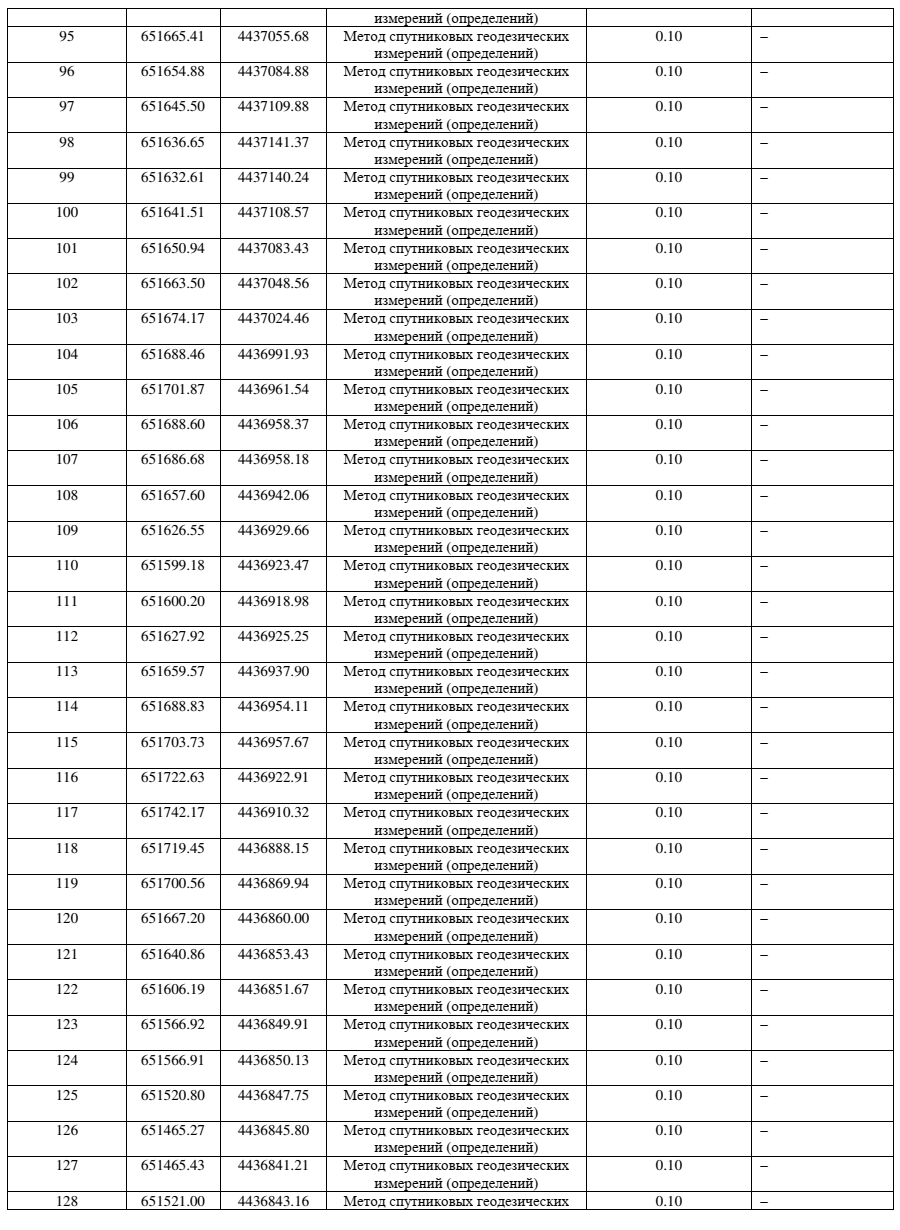 измерений (определений)
95 651665.41 4437055.68 Метод спутниковых геодезических 0.10 –
измерений (определений)
96 651654.88 4437084.88 Метод спутниковых геодезических 0.10 –
измерений (определений)
97 651645.50 4437109.88 Метод спутниковых геодезических 0.10 –
измерений (определений)
98 651636.65 4437141.37 Метод спутниковых геодезических 0.10 –
измерений (определений)
99 651632.61 4437140.24 Метод спутниковых геодезических 0.10 –
измерений (определений)
100 651641.51 4437108.57 Метод спутниковых геодезических 0.10 –
измерений (определений)
101 651650.94 4437083.43 Метод спутниковых геодезических 0.10 –
измерений (определений)
102 651663.50 4437048.56 Метод спутниковых геодезических 0.10 –
измерений (определений)
103 651674.17 4437024.46 Метод спутниковых геодезических 0.10 –
измерений (определений)
104 651688.46 4436991.93 Метод спутниковых геодезических 0.10 –
измерений (определений)
105 651701.87 4436961.54 Метод спутниковых геодезических 0.10 –
измерений (определений)
106 651688.60 4436958.37 Метод спутниковых геодезических 0.10 –
измерений (определений)
107 651686.68 4436958.18 Метод спутниковых геодезических 0.10 –
измерений (определений)
108 651657.60 4436942.06 Метод спутниковых геодезических 0.10 –
измерений (определений)
109 651626.55 4436929.66 Метод спутниковых геодезических 0.10 –
измерений (определений)
110 651599.18 4436923.47 Метод спутниковых геодезических 0.10 –
измерений (определений)
111 651600.20 4436918.98 Метод спутниковых геодезических 0.10 –
измерений (определений)
112 651627.92 4436925.25 Метод спутниковых геодезических 0.10 –
измерений (определений)
113 651659.57 4436937.90 Метод спутниковых геодезических 0.10 –
измерений (определений)
114 651688.83 4436954.11 Метод спутниковых геодезических 0.10 –
измерений (определений)
115 651703.73 4436957.67 Метод спутниковых геодезических 0.10 –
измерений (определений)
116 651722.63 4436922.91 Метод спутниковых геодезических 0.10 –
измерений (определений)
117 651742.17 4436910.32 Метод спутниковых геодезических 0.10 –
измерений (определений)
118 651719.45 4436888.15 Метод спутниковых геодезических 0.10 –
измерений (определений)
119 651700.56 4436869.94 Метод спутниковых геодезических 0.10 –
измерений (определений)
120 651667.20 4436860.00 Метод спутниковых геодезических 0.10 –
измерений (определений)
121 651640.86 4436853.43 Метод спутниковых геодезических 0.10 –
измерений (определений)
122 651606.19 4436851.67 Метод спутниковых геодезических 0.10 –
измерений (определений)
123 651566.92 4436849.91 Метод спутниковых геодезических 0.10 –
измерений (определений)
124 651566.91 4436850.13 Метод спутниковых геодезических 0.10 –
измерений (определений)
125 651520.80 4436847.75 Метод спутниковых геодезических 0.10 –
измерений (определений)
126 651465.27 4436845.80 Метод спутниковых геодезических 0.10 –
измерений (определений)
127 651465.43 4436841.21 Метод спутниковых геодезических 0.10 –
измерений (определений)
128 651521.00 4436843.16 Метод спутниковых геодезических 0.10 –